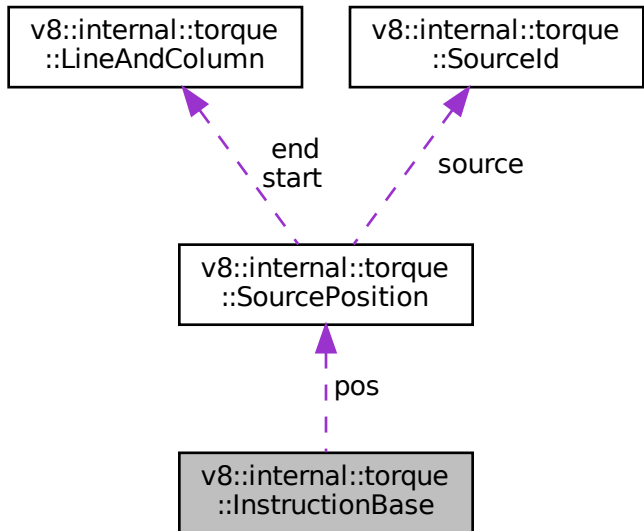 v8::internal::torque
::LineAndColumn
v8::internal::torque
::SourceId
end
start
source
v8::internal::torque
::SourcePosition
pos
v8::internal::torque
::InstructionBase